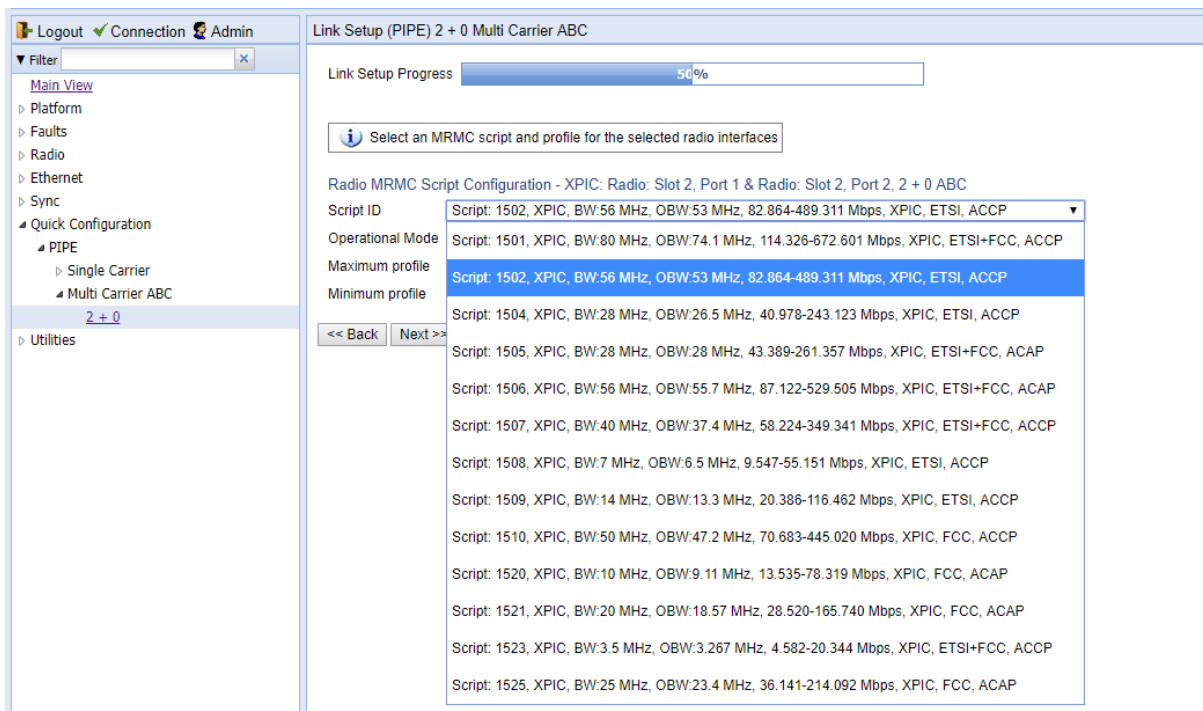 Logout Connection Admin
Filter
Main View
Platform
Faults
Radio
Ethernet
Sync
Quick Configuration
PIPE
Single Carrier
Multi Carrier ABC
2 + 0
Utilities
Link Setup (PIPE) 2 + 0 Multi Carrier ABC
Link Setup Progress 50%
Select an MRMC script and profile for the selected radio interfaces
Radio MRMC Script Configuration - XPIC: Radio: Slot 2, Port 1 & Radio: Slot 2, Port 2, 2 + 0 ABC
Script ID Script: 1502, XPIC, BW:56 MHz, OBW:53 MHz, 82.864-489.311 Mbps, XPIC, ETSI, ACCP
Operational Mode
Maximum profile
Minimum profile
<< Back Next >>
Script: 1501, XPIC, BW:80 MHz, OBW:74.1 MHz, 114.326-672.601 Mbps, XPIC, ETSI+FCC, ACCP
Script: 1502, XPIC, BW:56 MHz, OBW:53 MHz, 82.864-489.311 Mbps, XPIC, ETSI, ACCP
Script: 1504, XPIC, BW:28 MHz, OBW:26.5 MHz, 40.978-243.123 Mbps, XPIC, ETSI, ACCP
Script: 1505, XPIC, BW:28 MHz, OBW:28 MHz, 43.389-261.357 Mbps, XPIC, ETSI+FCC, ACAP
Script: 1506, XPIC, BW:56 MHz, OBW:55.7 MHz, 87.122-529.505 Mbps, XPIC, ETSI+FCC, ACAP
Script: 1507, XPIC, BW:40 MHz, OBW:37.4 MHz, 58.224-349.341 Mbps, XPIC, ETSI+FCC, ACCP
Script: 1508, XPIC, BW:7 MHz, OBW:6.5 MHz, 9.547-55.151 Mbps, XPIC, ETSI, ACCP
Script: 1509, XPIC, BW:14 MHz, OBW:13.3 MHz, 20.386-116.462 Mbps, XPIC, ETSI, ACCP
Script: 1510, XPIC, BW:50 MHz, OBW:47.2 MHz, 70.683-445.020 Mbps, XPIC, FCC, ACCP
Script: 1520, XPIC, BW:10 MHz, OBW:9.11 MHz, 13.535-78.319 Mbps, XPIC, FCC, ACAP
Script: 1521, XPIC, BW:20 MHz, OBW:18.57 MHz, 28.520-165.740 Mbps, XPIC, FCC, ACAP
Script: 1523, XPIC, BW:3.5 MHz, OBW:3.267 MHz, 4.582-20.344 Mbps, XPIC, ETSI+FCC, ACCP
Script: 1525, XPIC, BW:25 MHz, OBW:23.4 MHz, 36.141-214.092 Mbps, XPIC, FCC, ACAP